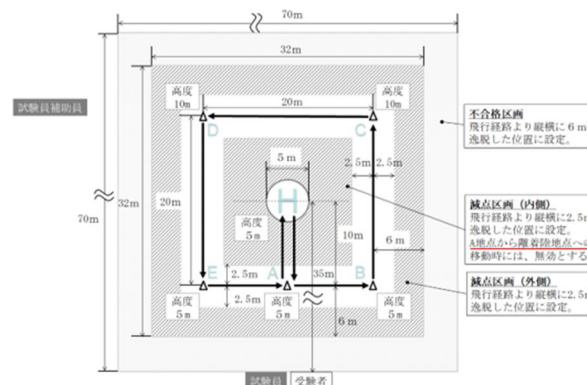 70m
32m
高度
10m
高度
10m
試験員補助員
20m
D
C
不合格区画
飛行経路より縦横に6m
逸脱した位置に設定。
5m
2.5m
2.5m
H
70m
32m
20m
高度
5m
10m
減点区画(内側)
飛行経路より縦横に2.5m
逸脱した位置に設定。
A地点から離着陸地点への
移動時には、無効とする
6m
E
2.5m
A
35m
B
2.5m
減点区画(外側)
飛行経路より縦横に2.5m
逸脱した位置に設定。
高度
5m
高度
5m
高度
5m
6m
試験員
受験者